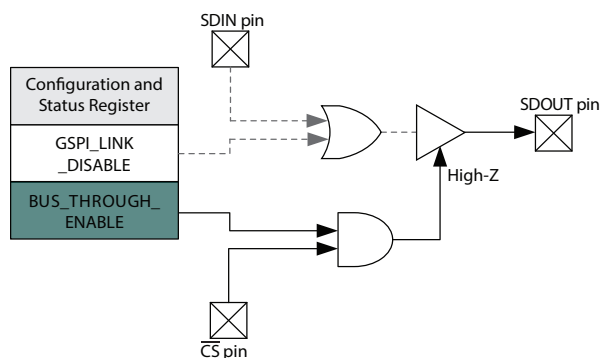 SDIN pin
Configuration and
Status Register
SDOUT pin
GSPI_LINK
_DISABLE
High-Z
BUS_THROUGH_
ENABLE
CS pin